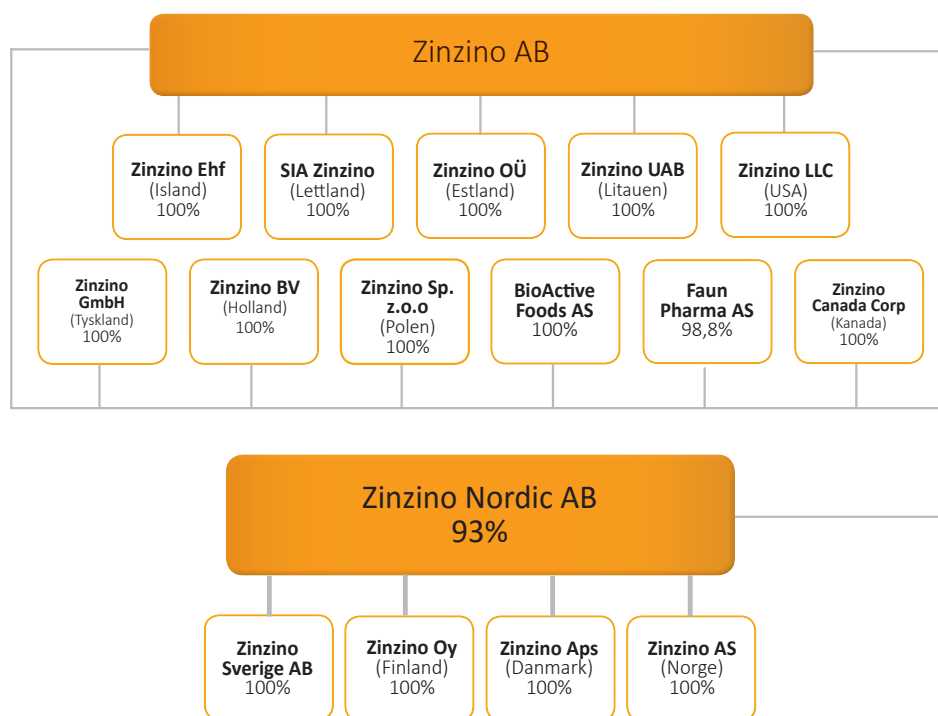 Zinzino AB
Zinzino Ehf
(Island)
100%
SIA Zinzino
(Lettland)
100%
Zinzino OÜ
(Estland)
100%
Zinzino UAB
(Litauen)
100%
Zinzino LLC
(USA)
100%
Zinzino
GmbH
(Tyskland)
100%
Zinzino BV
(Holland)
100%
Zinzino Sp.
z.o.o
(Polen)
100%
BioActive
Foods AS
100%
Faun
Pharma AS
98,8%
Zinzino
Canada Corp
(Kanada)
100%
Zinzino Nordic AB
93%
Zinzino
Sverige AB
100%
Zinzino Oy
(Finland)
100%
Zinzino Aps
(Danmark)
100%
Zinzino AS
(Norge)
100%